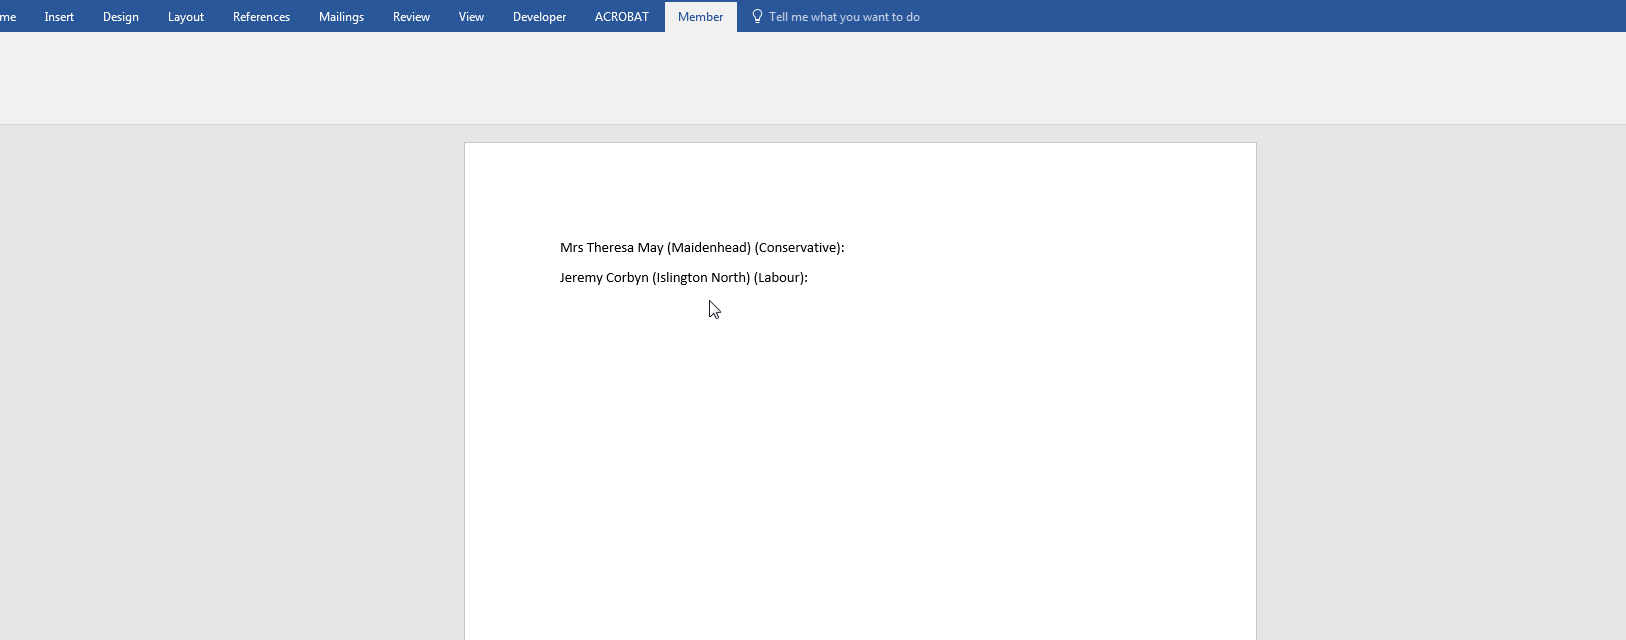 me Insert Design Layout References Mailings Review View Developer ACROBAT Member Tell me what you want to do
Mrs Theresa May (Maidenhead) (Conservative):
Jeremy Corbyn (Islington North) (Labour):